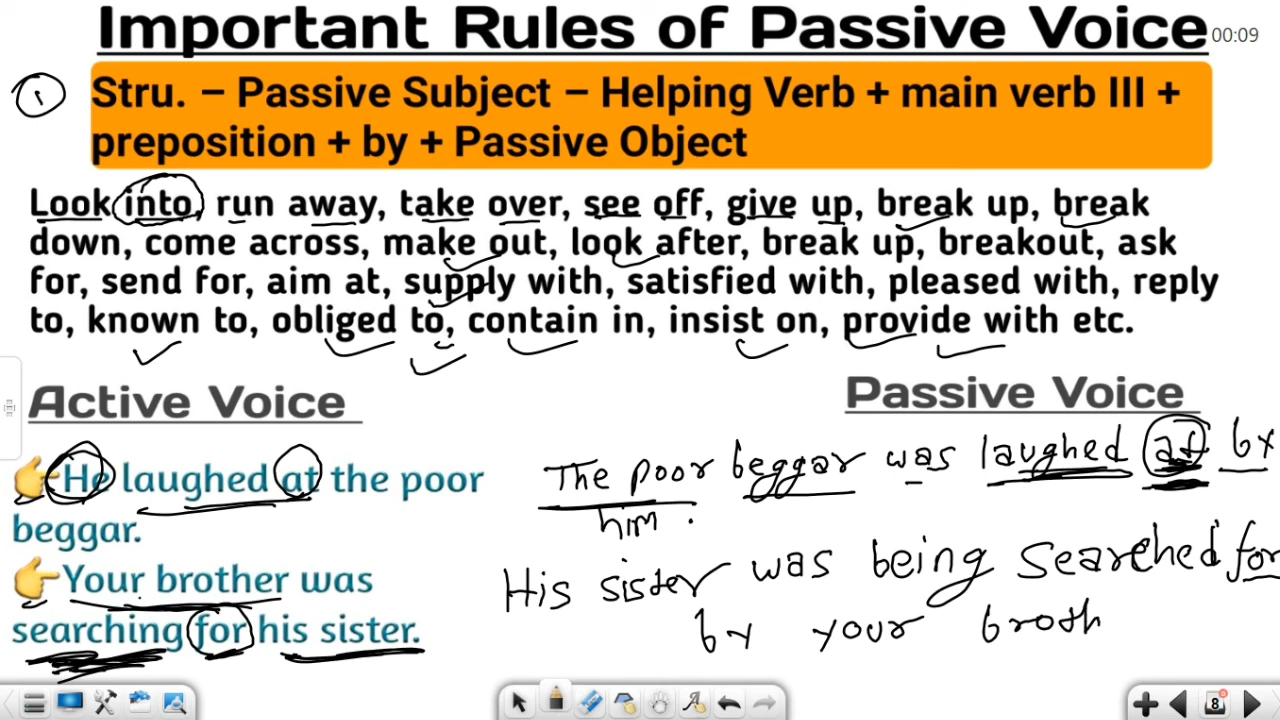 Important Rules of Passive Voice
00:09
1
Stru. – Passive Subject – Helping Verb + main verb III +
preposition + by + Passive Object
Look into, run away, take over, see off, give up, break up, break
down, come across, make out, look after, break up, breakout, ask
for, send for, aim at, supply with, satisfied with, pleased with, reply
to, known to, obliged to, contain in, insist on, provide with etc.
Active Voice
He laughed at the poor
beggar.
Your brother was
searching for his sister.
Passive Voice
The poor beggar was laughed at by
him.
His sister was being searched for
by your broth
8